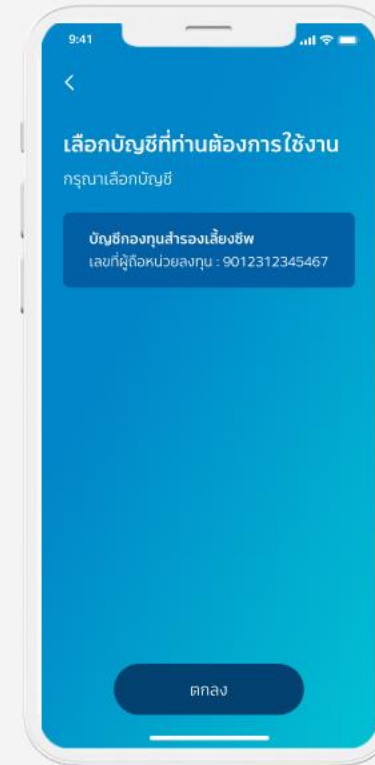 9:41
เลือกบัญชีที่ท่านต้องการใช้งาน
กรุณาเลือกบัญชี
บัญชีกองทุนสำรองเลี้ยงชีพ
เลขที่ผู้ถือหน่วยลงทุน : 9012312345467
ตกลง